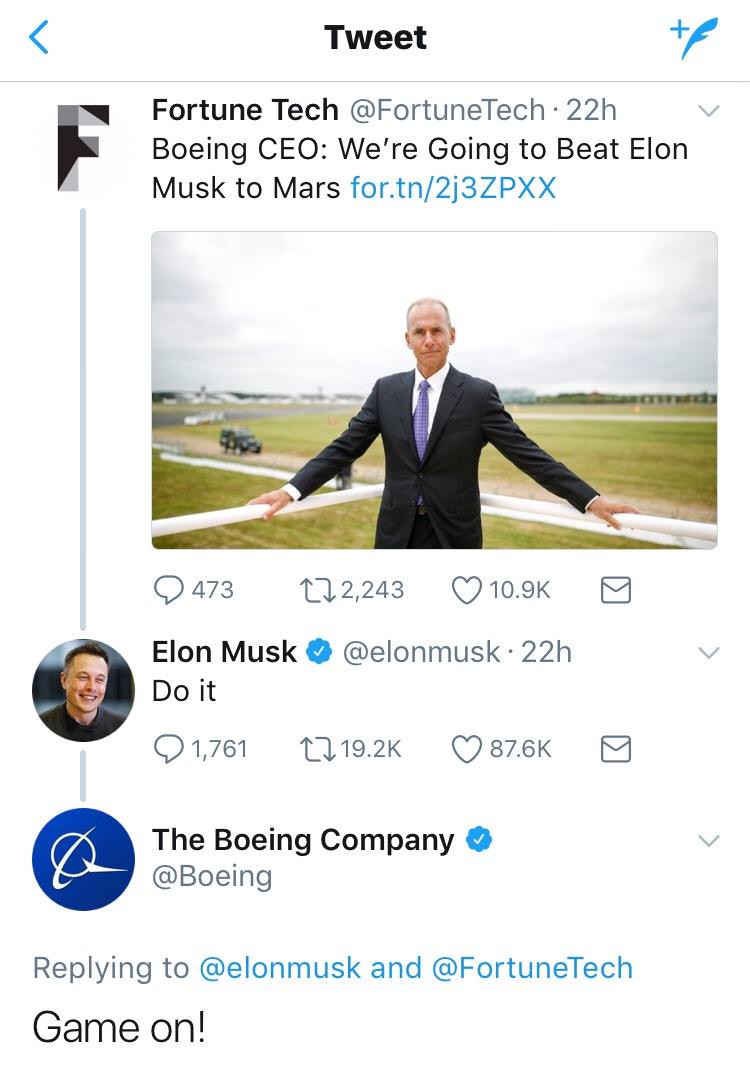 Tweet
Fortune Tech @FortuneTech · 22h
Boeing CEO: We’re Going to Beat Elon
Musk to Mars for.tn/2j3ZPXX
473 2,243 10.9K
Elon Musk @elonmusk · 22h
Do it
1,761 19.2K 87.6K
The Boeing Company
@Boeing
Replying to @elonmusk and @FortuneTech
Game on!